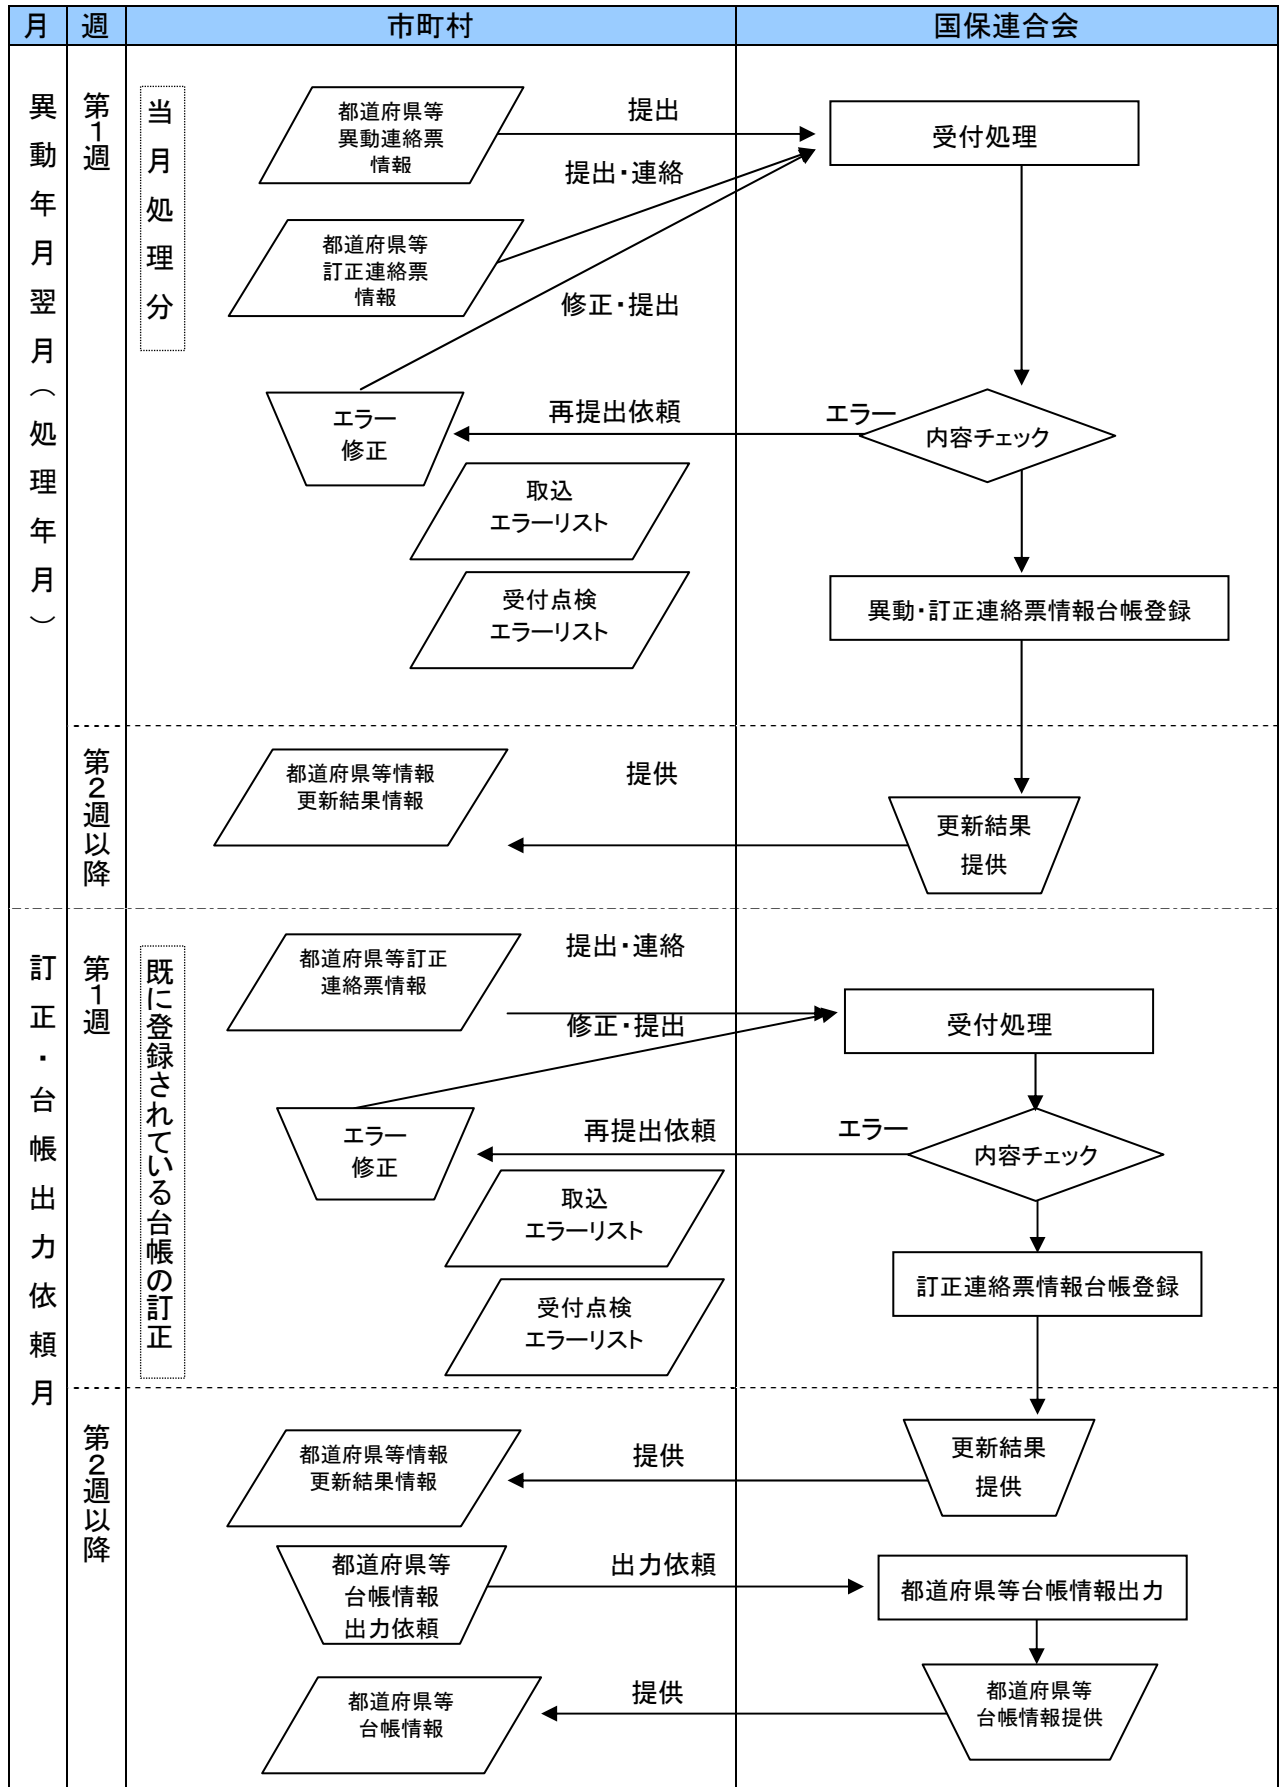 月 週 市町村 国保連合会
異動年月翌月（処理年月）
第1週
当月処理分
都道府県等
異動連絡票
情報
提出
受付処理
提出・連絡
都道府県等
訂正連絡票
情報
修正・提出
エラー
修正
再提出依頼
エラー
内容チェック
取込
エラーリスト
受付点検
エラーリスト
異動・訂正連絡票情報台帳登録
第2週以降
都道府県等情報
更新結果情報
提供
更新結果
提供
訂正・台帳出力依頼月
第1週
既に登録されている台帳の訂正
都道府県等訂正
連絡票情報
提出・連絡
修正・提出
受付処理
エラー
修正
再提出依頼
エラー
内容チェック
取込
エラーリスト
受付点検
エラーリスト
訂正連絡票情報台帳登録
第2週以降
都道府県等情報
更新結果情報
提供
更新結果
提供
都道府県等
台帳情報
出力依頼
出力依頼
都道府県等台帳情報出力
都道府県等
台帳情報
提供
都道府県等
台帳情報提供